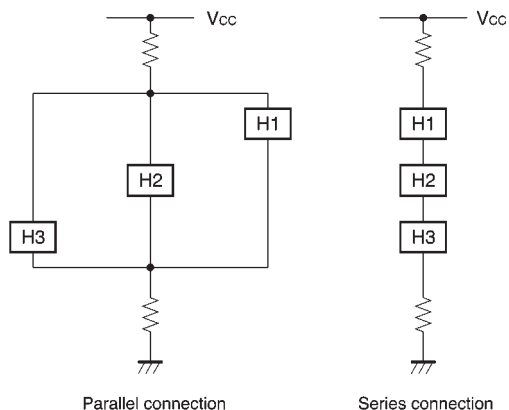 Vcc
Vcc
H1
H1
H2
H2
H3
H3
Parallel connection
Series connection